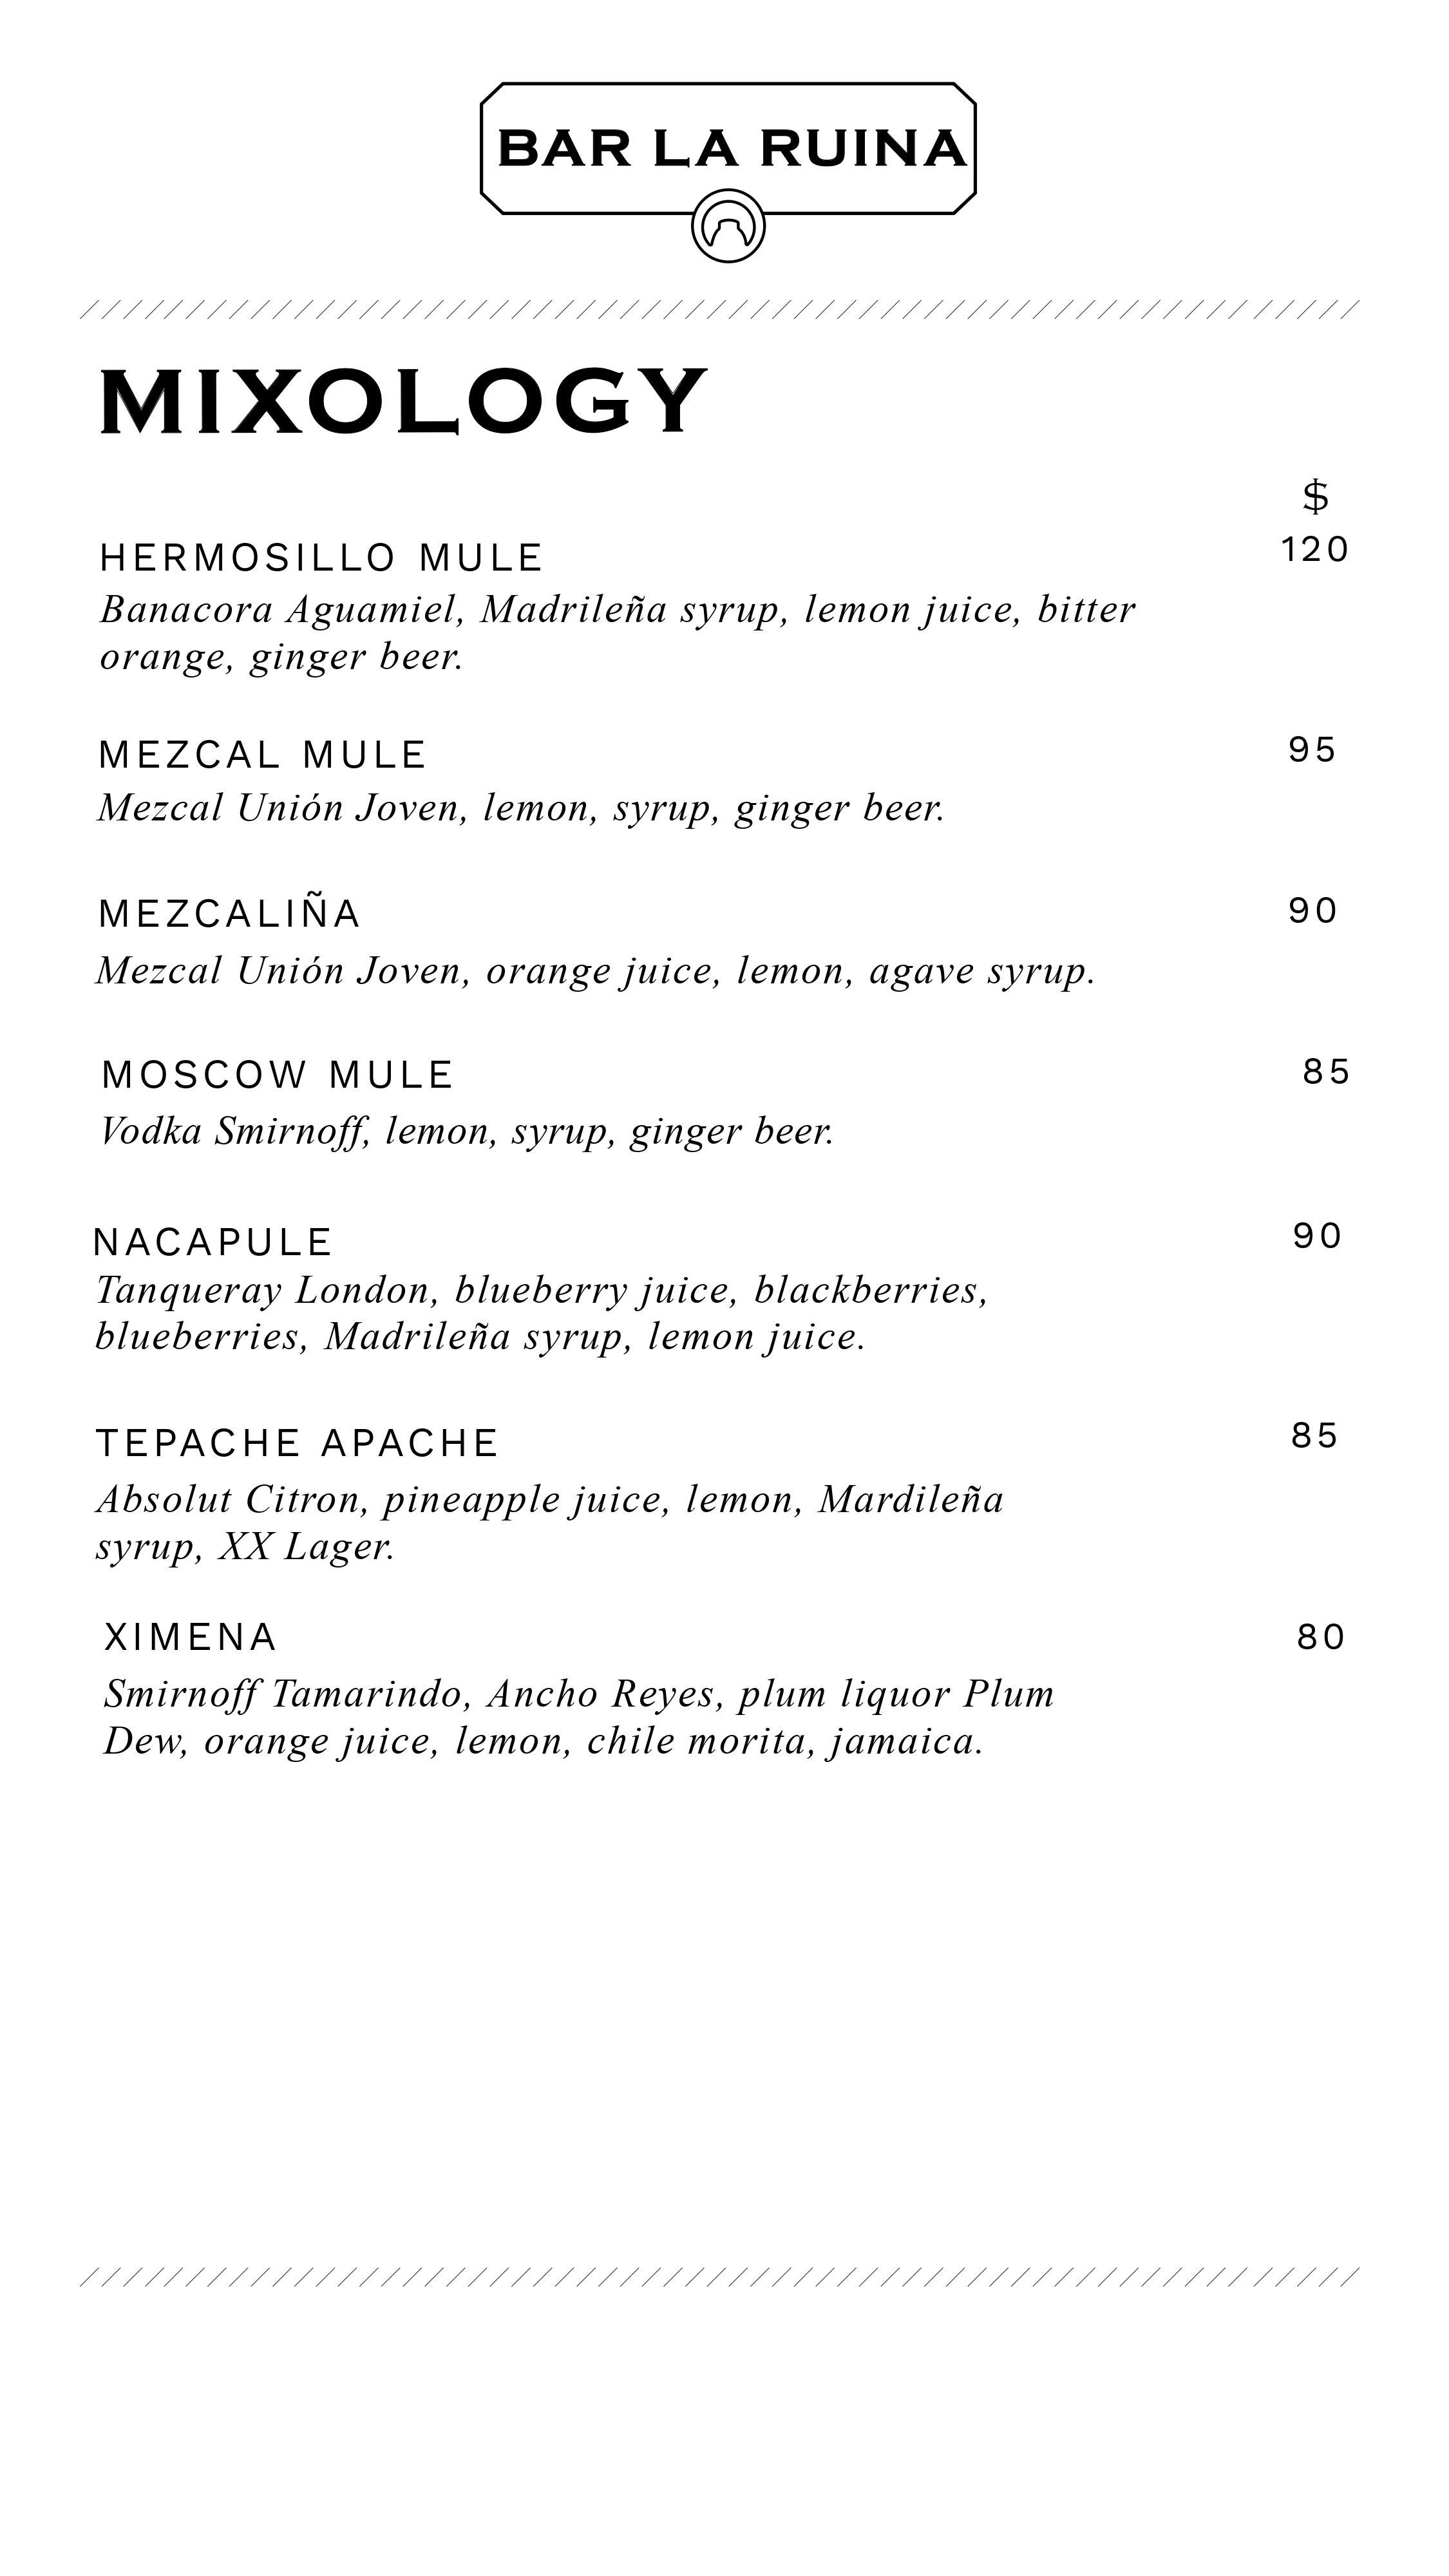 BAR LA RUINA
MIXOLOGY
$
HERMOSILLO MULE 120
Banacora Aguamiel, Madrileña syrup, lemon juice, bitter
orange, ginger beer.
MEZCAL MULE 95
Mezcal Unión Joven, lemon, syrup, ginger beer.
MEZCALIÑA 90
Mezcal Unión Joven, orange juice, lemon, agave syrup.
MOSCOW MULE 85
Vodka Smirnoff, lemon, syrup, ginger beer.
NACAPULE 90
Tanqueray London, blueberry juice, blackberries,
blueberries, Madrileña syrup, lemon juice.
TEPACHE APACHE 85
Absolut Citron, pineapple juice, lemon, Mardileña
syrup, XX Lager.
XIMENA 80
Smirnoff Tamarindo, Ancho Reyes, plum liquor Plum
Dew, orange juice, lemon, chile morita, jamaica.